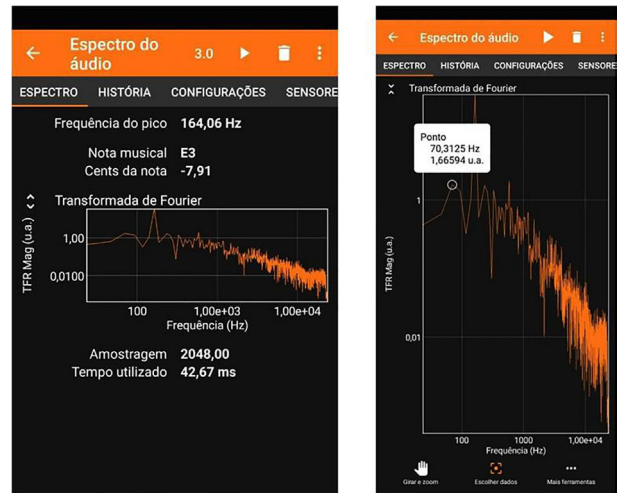 Espectro do áudio
3.0
ESPECTRO HISTÓRIA CONFIGURAÇÕES SENSORE
Frequência do pico 164,06 Hz
Nota musical E3
Cents da nota -7,91
Transformada de Fourier
TFR Mag (u.a.)
1,00
0,0100
100 1,00e+03 1,00e+04
Frequência (Hz)
Amostragem 2048,00
Tempo utilizado 42,67 ms
Espectro do áudio
ESPECTRO HISTÓRIA CONFIGURAÇÕES SENSORE
Transformada de Fourier
Ponto
70,3125 Hz
1,66594 u.a.
TFR Mag (u.a.)
1
0,01
100 1000 1,00e+04
Frequência (Hz)
Girar e zoom Escolher dados Mais ferramentas